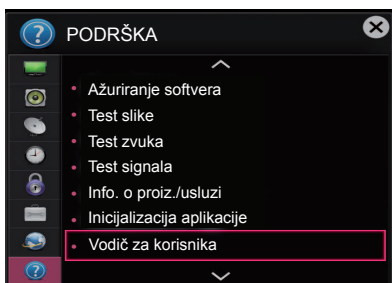 PODRŠKA
Ažuriranje softvera
Test slike
Test zvuka
Test signala
Info. o proiz./usluzi
Inicijalizacija aplikacije
Vodič za korisnika